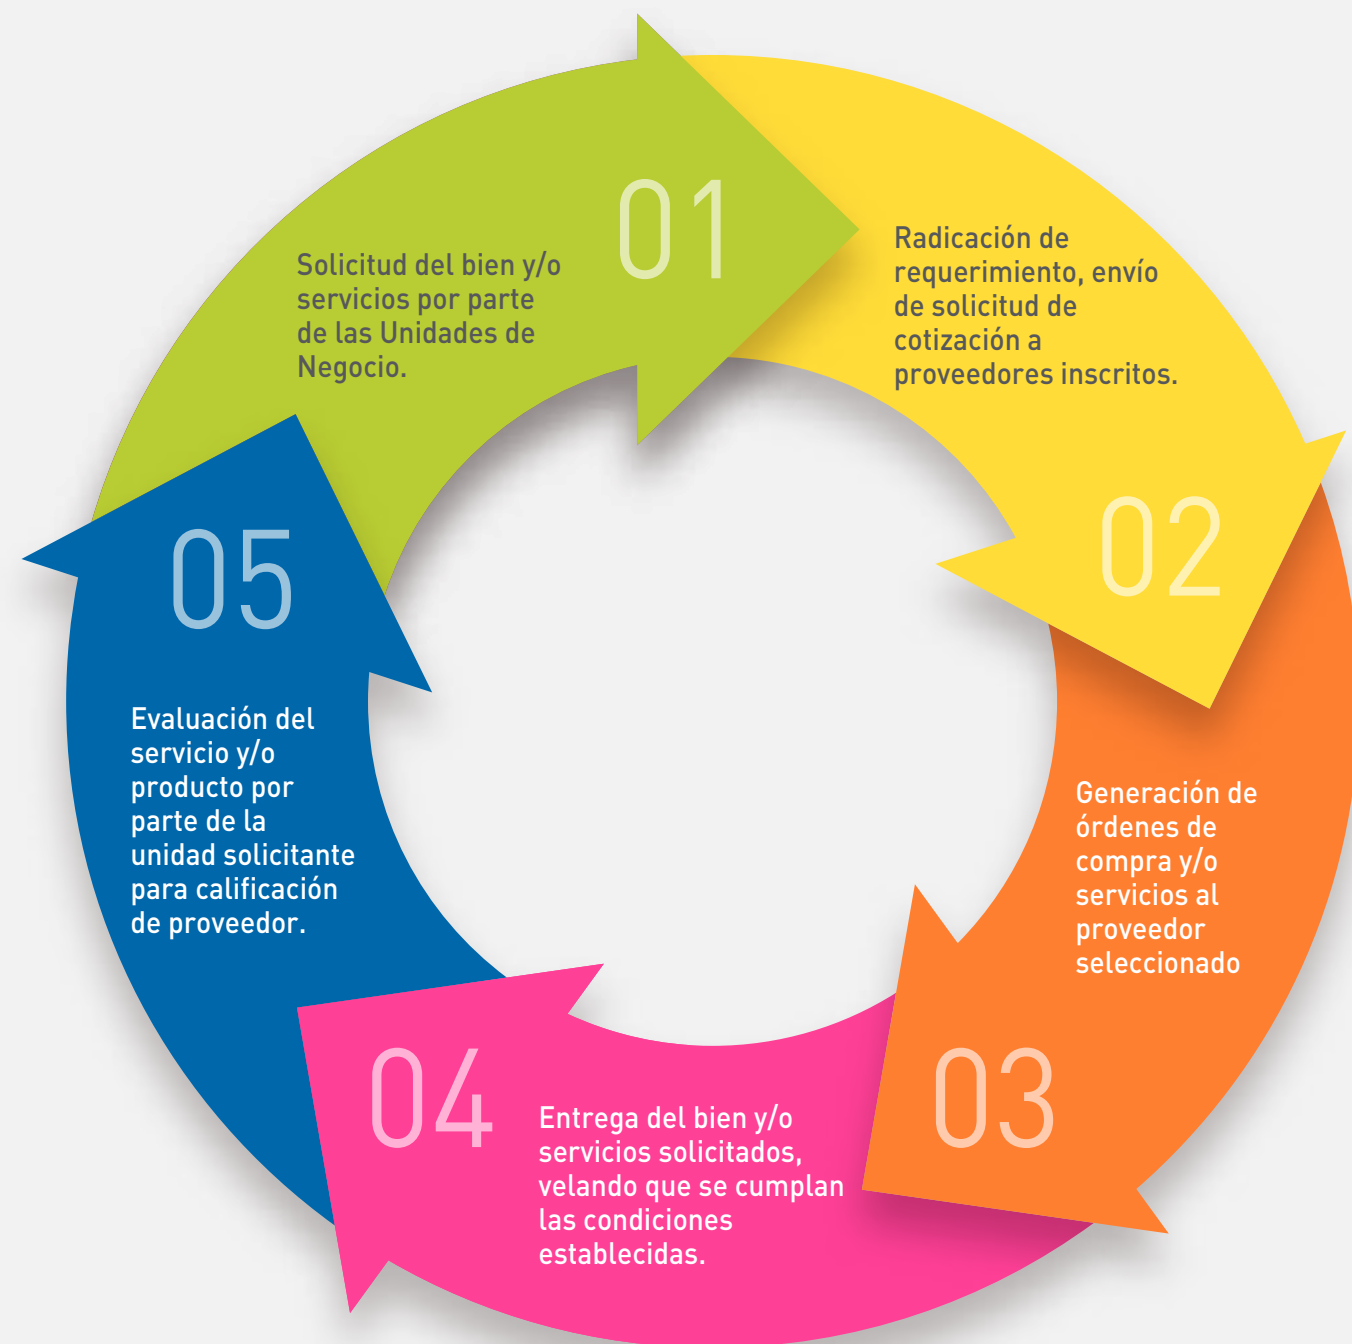 01
Solicitud del bien y/o
servicios por parte
de las Unidades de
Negocio.
Radicación de
requerimiento, envío
de solicitud de
cotización a
proveedores inscritos.
02
Generación de
órdenes de
compra y/o
servicios al
proveedor
seleccionado
03
04
Entrega del bien y/o
servicios solicitados,
velando que se cumplan
las condiciones
establecidas.
05
Evaluación del
servicio y/o
producto por
parte de la
unidad solicitante
para calificación
de proveedor.